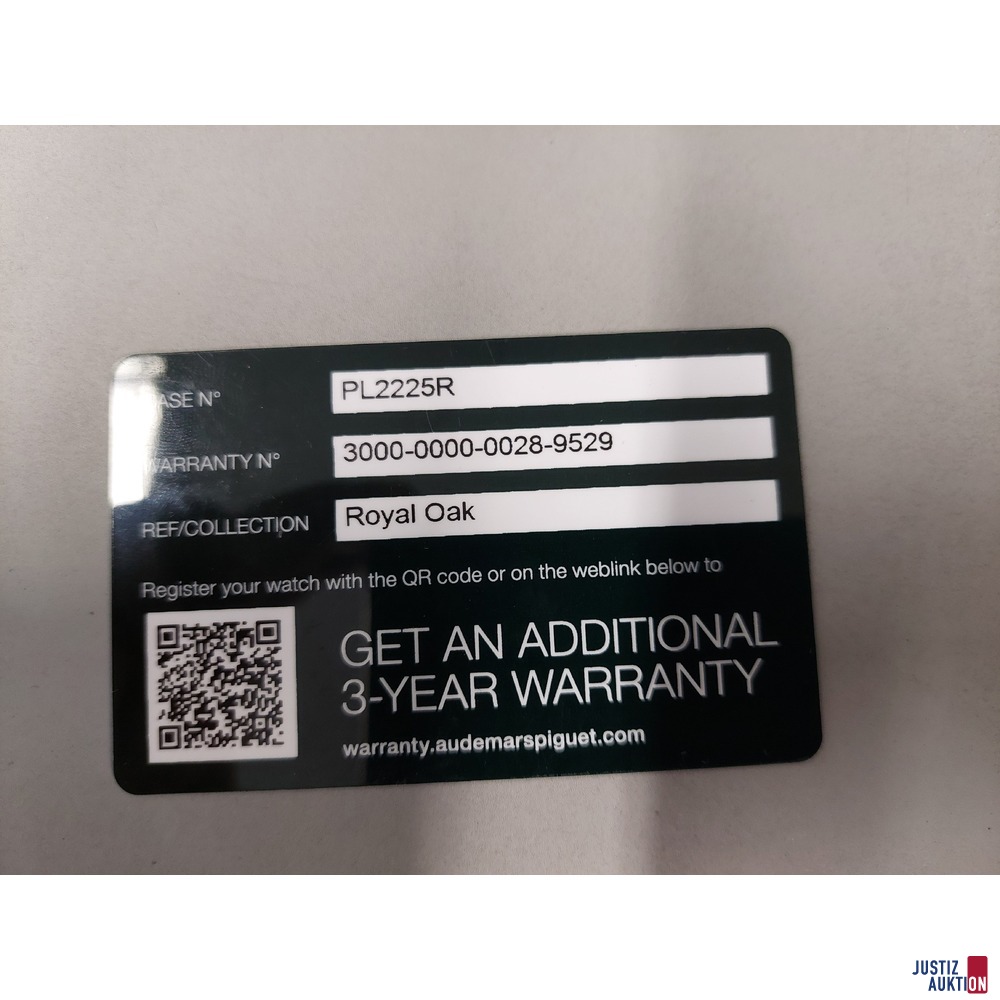 CASE N° PL2225R
WARRANTY N° 3000-0000-0028-9529
REF/COLLECTION Royal Oak
Register your watch with the QR code or on the weblink below to
GET AN ADDITIONAL
3-YEAR WARRANTY
warranty.audemarspiguet.com
JUSTIZ
AUKTION